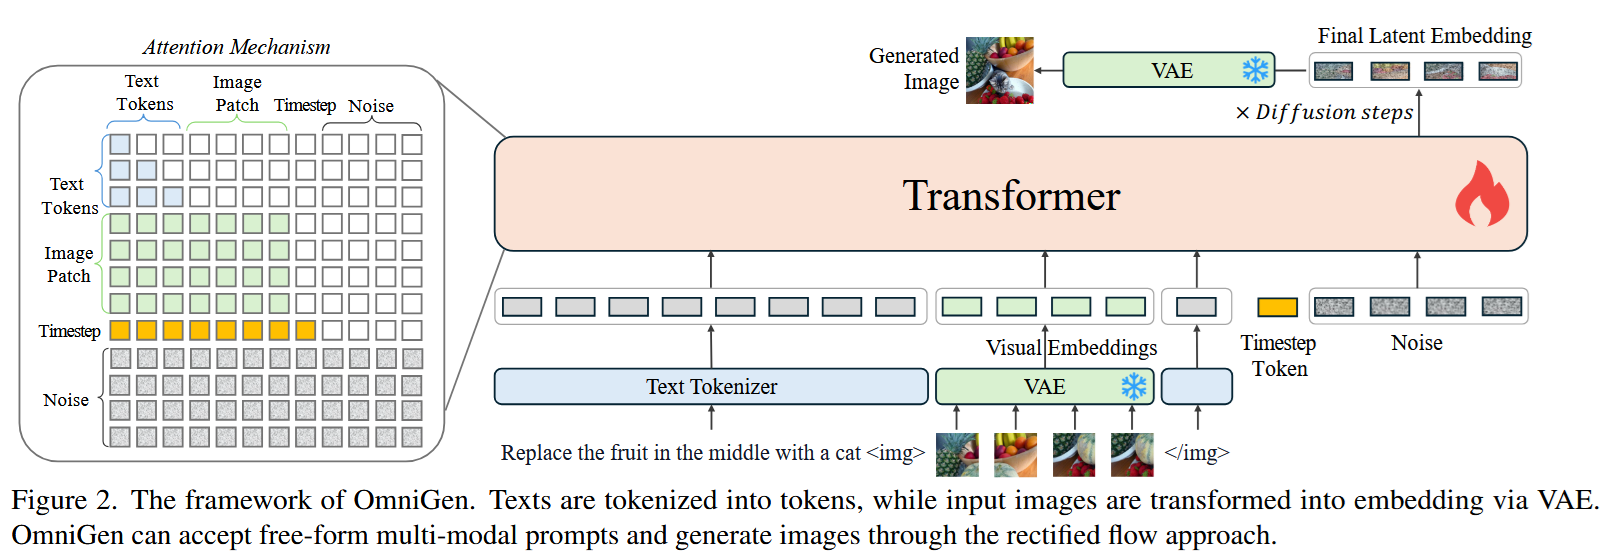 Attention Mechanism
Text
Tokens
Image
Patch
Timestep
Noise
Text
Tokens
Image
Patch
Timestep
Noise
Generated
Image
VAE
Final Latent Embedding
× Diffusion steps
Transformer
Visual Embeddings
Timestep
Token
Noise
Text Tokenizer
VAE
Replace the fruit in the middle with a cat <img>
</img>
Figure 2. The framework of OmniGen. Texts are tokenized into tokens, while input images are transformed into embedding via VAE.
OmniGen can accept free-form multi-modal prompts and generate images through the rectified flow approach.